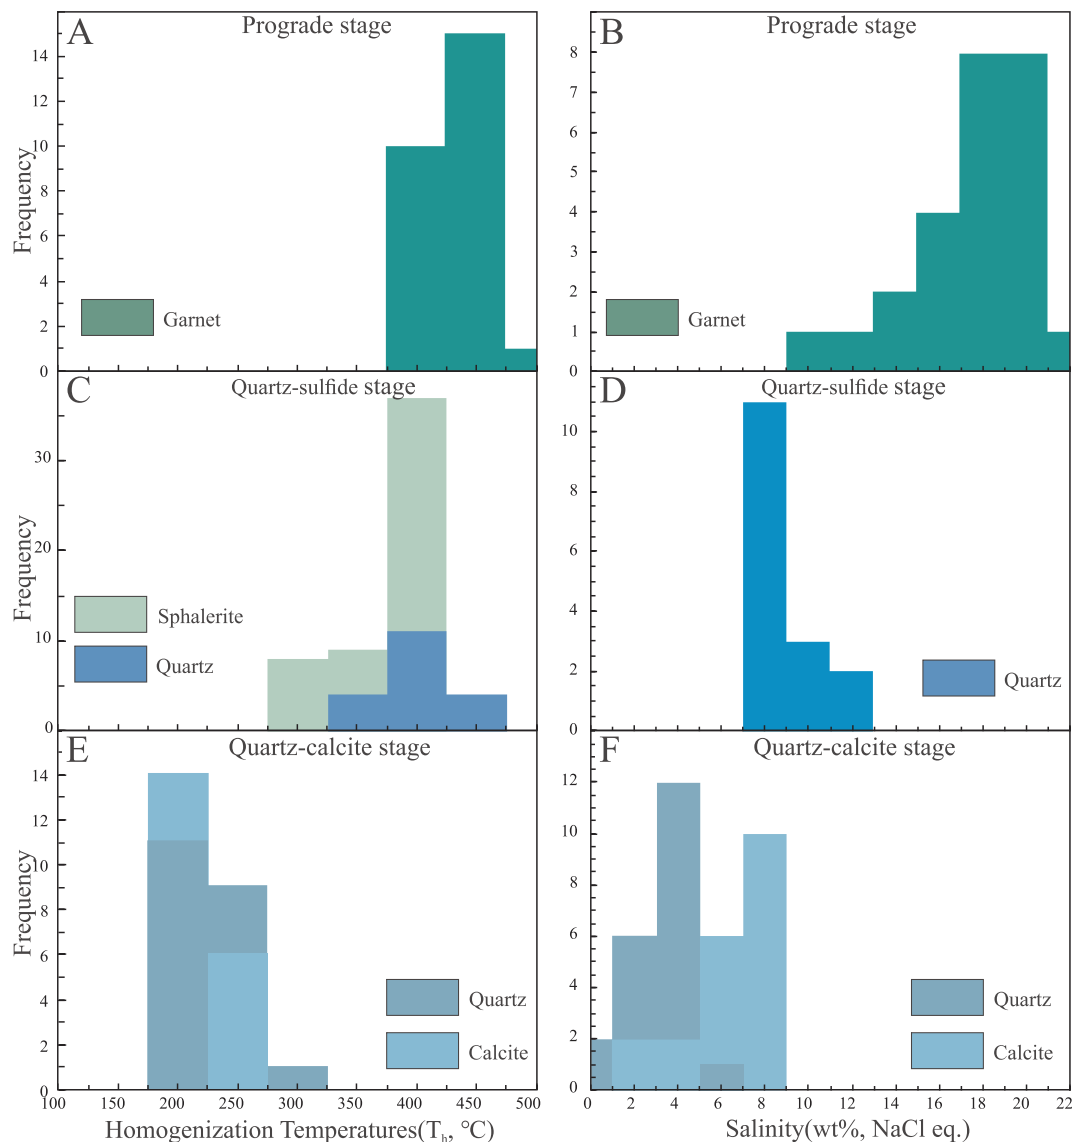 A
Prograde stage
14
12
10
8
6
4
2
0
Frequency
Garnet
B
Prograde stage
8
7
6
5
4
3
2
1
0
Garnet
C
Quartz-sulfide stage
30
20
10
0
Frequency
Sphalerite
Quartz
D
Quartz-sulfide stage
10
8
6
4
2
0
Quartz
E
Quartz-calcite stage
14
12
10
8
6
4
2
0
Frequency
Quartz
Calcite
100 150 200 250 300 350 400 450 500
Homogenization Temperatures(Th, °C)
F
Quartz-calcite stage
12
10
8
6
4
2
0
Quartz
Calcite
0 2 4 6 8 10 12 14 16 18 20 22
Salinity(wt%, NaCl eq.)